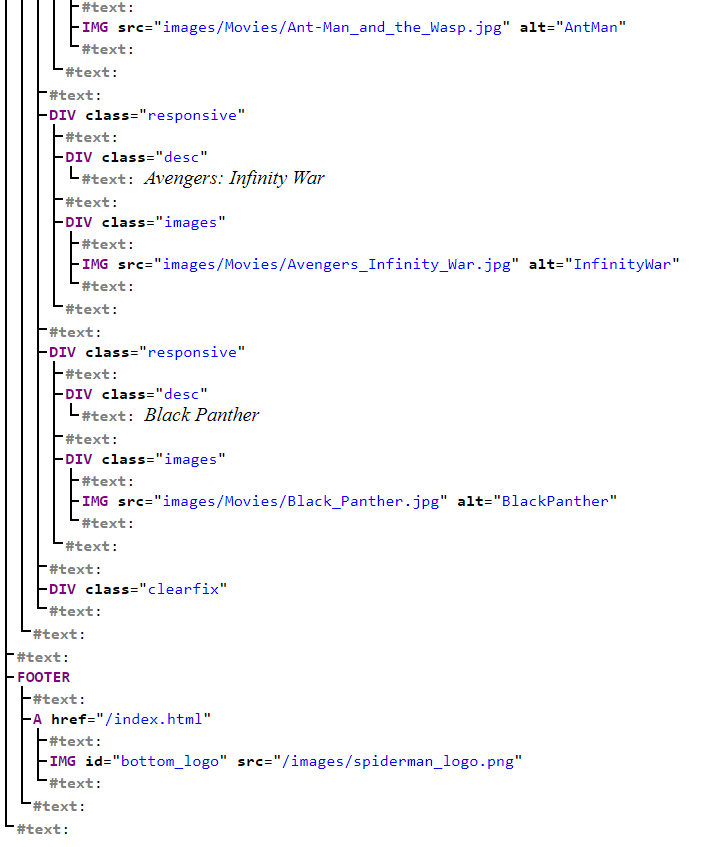 #text:
IMG src="images/Movies/Ant-Man_and_the_Wasp.jpg" alt="AntMan"
#text:
#text:
#text:
DIV class="responsive"
#text:
DIV class="desc"
#text: Avengers: Infinity War
#text:
DIV class="images"
#text:
IMG src="images/Movies/Avengers_Infinity_War.jpg" alt="InfinityWar"
#text:
#text:
#text:
DIV class="responsive"
#text:
DIV class="desc"
#text: Black Panther
#text:
DIV class="images"
#text:
IMG src="images/Movies/Black_Panther.jpg" alt="BlackPanther"
#text:
#text:
#text:
DIV class="clearfix"
#text:
#text:
#text:
FOOTER
#text:
A href="/index.html"
#text:
IMG id="bottom_logo" src="/images/spiderman_logo.png"
#text:
#text:
#text: